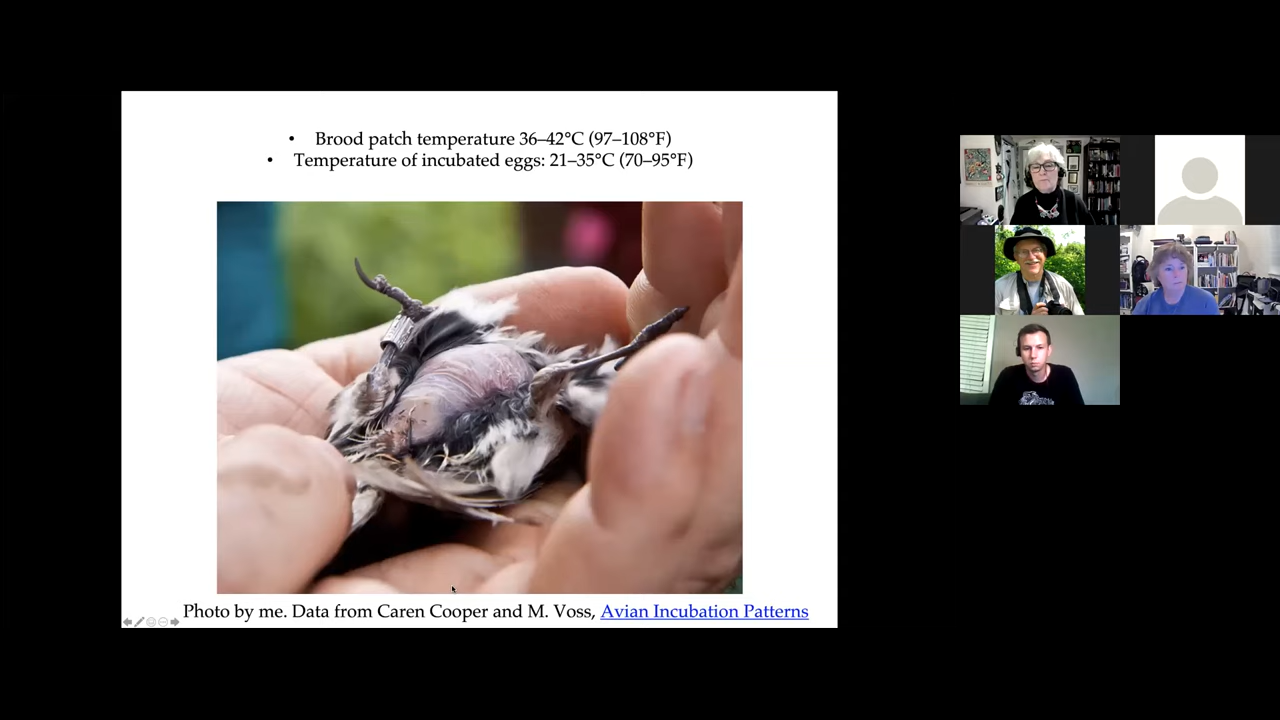 • Brood patch temperature 36–42°C (97–108°F)
• Temperature of incubated eggs: 21–35°C (70–95°F)
Photo by me. Data from Caren Cooper and M. Voss, Avian Incubation Patterns